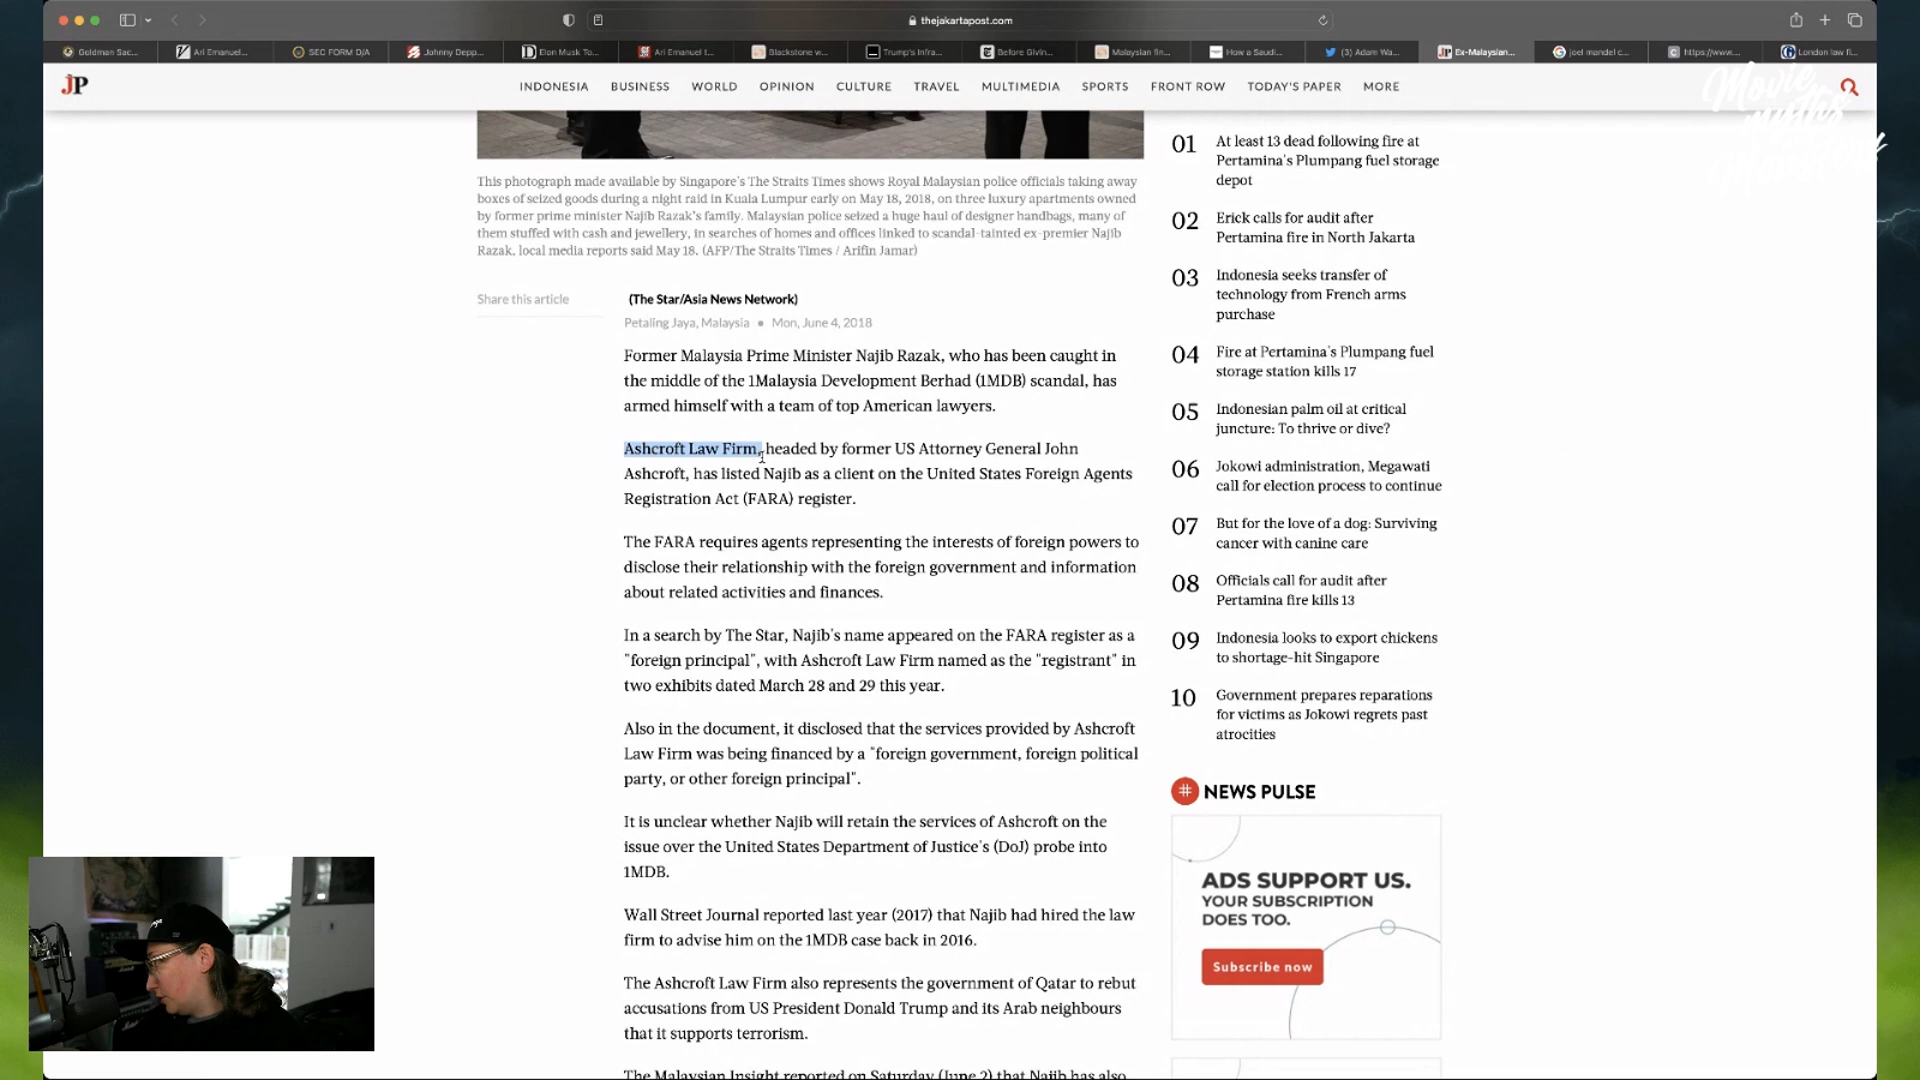 thejakartapost.com
Goldman Sac...
Ari Emanuel...
SEC FORM D/A
Johnny Depp...
Elon Musk To...
Ari Emanuel t...
Blackstone w...
Trump's Infra...
Before Givin...
Malaysian fin...
How a Saudi...
(3) Adam Wa...
Ex-Malaysian...
joel mandel c...
https://www....
London law fi...
JP
INDONESIA BUSINESS WORLD OPINION CULTURE TRAVEL MULTIMEDIA SPORTS FRONT ROW TODAY'S PAPER MORE
Movie
This photograph made available by Singapore's The Straits Times shows Royal Malaysian police officials taking away
boxes of seized goods during a night raid in Kuala Lumpur early on May 18, 2018, on three luxury apartments owned
by former prime minister Najib Razak's family. Malaysian police seized a huge haul of designer handbags, many of
them stuffed with cash and jewellery, in searches of homes and offices linked to scandal-tainted ex-premier Najib
Razak, local media reports said May 18. (AFP/The Straits Times / Arifin Jamar)
Share this article
(The Star/Asia News Network)
Petaling Jaya, Malaysia ● Mon, June 4, 2018
Former Malaysia Prime Minister Najib Razak, who has been caught in
the middle of the 1Malaysia Development Berhad (1MDB) scandal, has
armed himself with a team of top American lawyers.
Ashcroft Law Firm, headed by former US Attorney General John
Ashcroft, has listed Najib as a client on the United States Foreign Agents
Registration Act (FARA) register.
The FARA requires agents representing the interests of foreign powers to
disclose their relationship with the foreign government and information
about related activities and finances.
In a search by The Star, Najib's name appeared on the FARA register as a
"foreign principal", with Ashcroft Law Firm named as the "registrant" in
two exhibits dated March 28 and 29 this year.
Also in the document, it disclosed that the services provided by Ashcroft
Law Firm was being financed by a "foreign government, foreign political
party, or other foreign principal".
It is unclear whether Najib will retain the services of Ashcroft on the
issue over the United States Department of Justice's (DoJ) probe into
1MDB.
Wall Street Journal reported last year (2017) that Najib had hired the law
firm to advise him on the 1MDB case back in 2016.
The Ashcroft Law Firm also represents the government of Qatar to rebut
accusations from US President Donald Trump and its Arab neighbours
that it supports terrorism.
The Malaysian Insight reported on Saturday (June 2) that Najib has also
01 At least 13 dead following fire at
Pertamina's Plumpang fuel storage
depot
02 Erick calls for audit after
Pertamina fire in North Jakarta
03 Indonesia seeks transfer of
technology from French arms
purchase
04 Fire at Pertamina's Plumpang fuel
storage station kills 17
05 Indonesian palm oil at critical
juncture: To thrive or dive?
06 Jokowi administration, Megawati
call for election process to continue
07 But for the love of a dog: Surviving
cancer with canine care
08 Officials call for audit after
Pertamina fire kills 13
09 Indonesia looks to export chickens
to shortage-hit Singapore
10 Government prepares reparations
for victims as Jokowi regrets past
atrocities
# NEWS PULSE
ADS SUPPORT US.
YOUR SUBSCRIPTION
DOES TOO.
Subscribe now